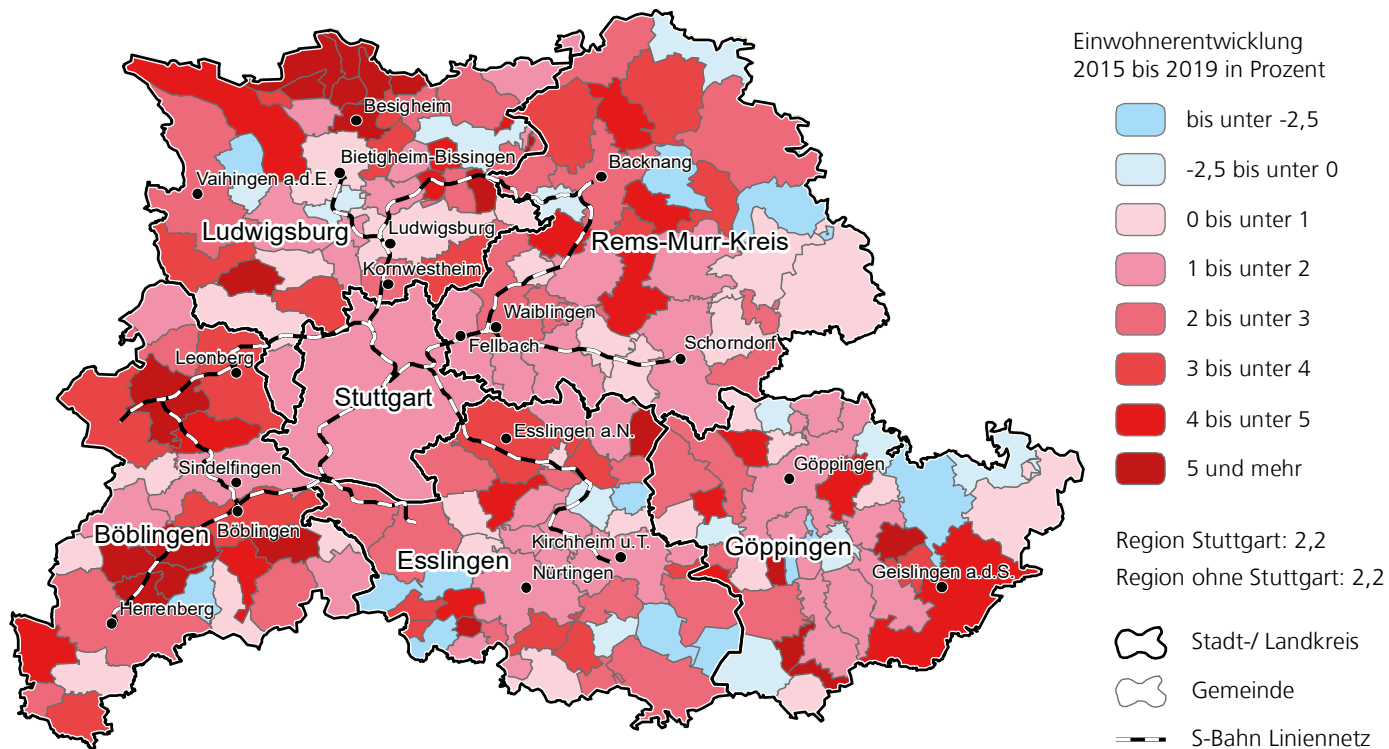 Besigheim
Bietigheim-Bissingen
Vaihingen a.d.E.
Ludwigsburg
Ludwigsburg
Kornwestheim
Backnang
Rems-Murr-Kreis
Waiblingen
Fellbach
Schorndorf
Leonberg
Stuttgart
Esslingen a.N.
Sindelfingen
Göppingen
Böblingen
Böblingen
Kirchheim u.T.
Göppingen
Esslingen
Nürtingen
Geislingen a.d.S.
Herrenberg
Einwohnerentwicklung
2015 bis 2019 in Prozent
bis unter -2,5
-2,5 bis unter 0
0 bis unter 1
1 bis unter 2
2 bis unter 3
3 bis unter 4
4 bis unter 5
5 und mehr
Region Stuttgart: 2,2
Region ohne Stuttgart: 2,2
Stadt-/ Landkreis
Gemeinde
S-Bahn Liniennetz